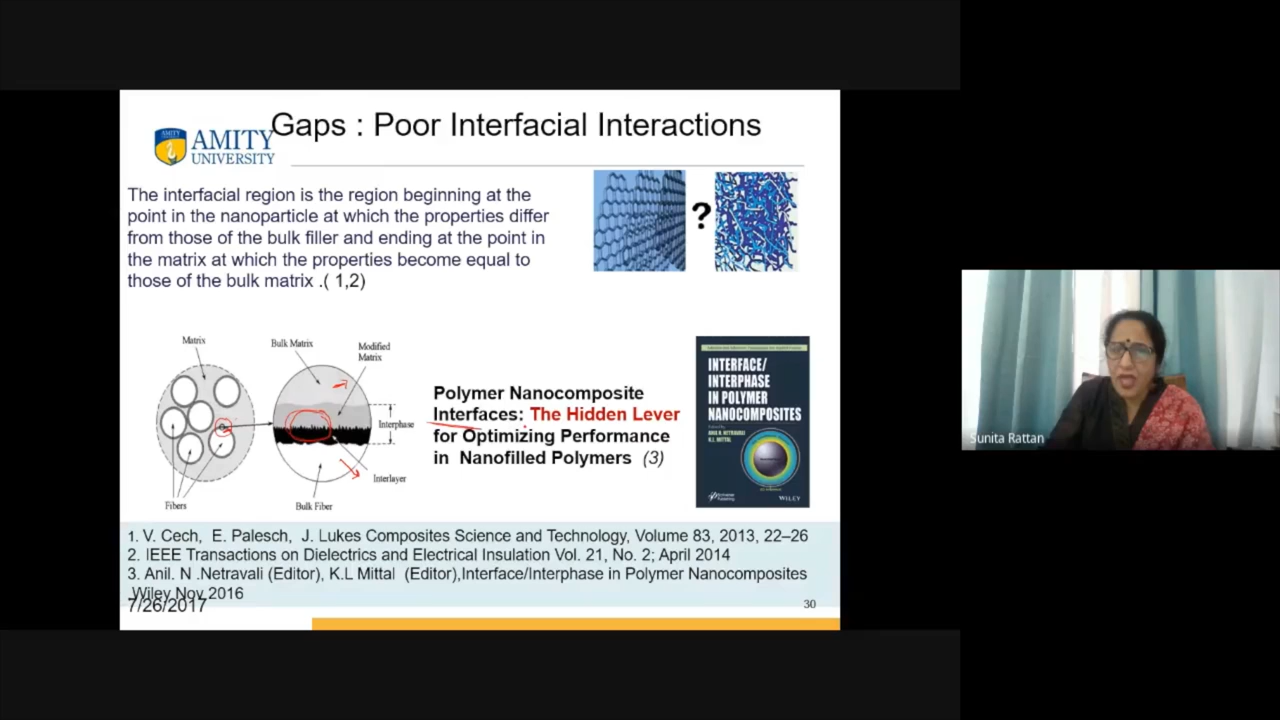 Gaps : Poor Interfacial Interactions
AMITY
AMITY
UNIVERSITY
The interfacial region is the region beginning at the
point in the nanoparticle at which the properties differ
from those of the bulk filler and ending at the point in
the matrix at which the properties become equal to
those of the bulk matrix .( 1,2)
?
Matrix
Fibers
Bulk Matrix
Modified
Matrix
Interphase
Interlayer
Bulk Fiber
Polymer Nanocomposite
Interfaces: The Hidden Lever
for Optimizing Performance
in Nanofilled Polymers (3)
INTERFACE/
INTERPHASE
IN POLYMER
NANOCOMPOSITES
ANIL N. NETRAVALI
K.L. MITTAL
WILEY
Sunita Rattan
1. V. Cech, E. Palesch, J. Lukes Composites Science and Technology, Volume 83, 2013, 22–26
2. IEEE Transactions on Dielectrics and Electrical Insulation Vol. 21, No. 2; April 2014
3. Anil. N .Netravali (Editor), K.L Mittal (Editor),Interface/Interphase in Polymer Nanocomposites
,Wiley Nov 2016
7/26/2017
30